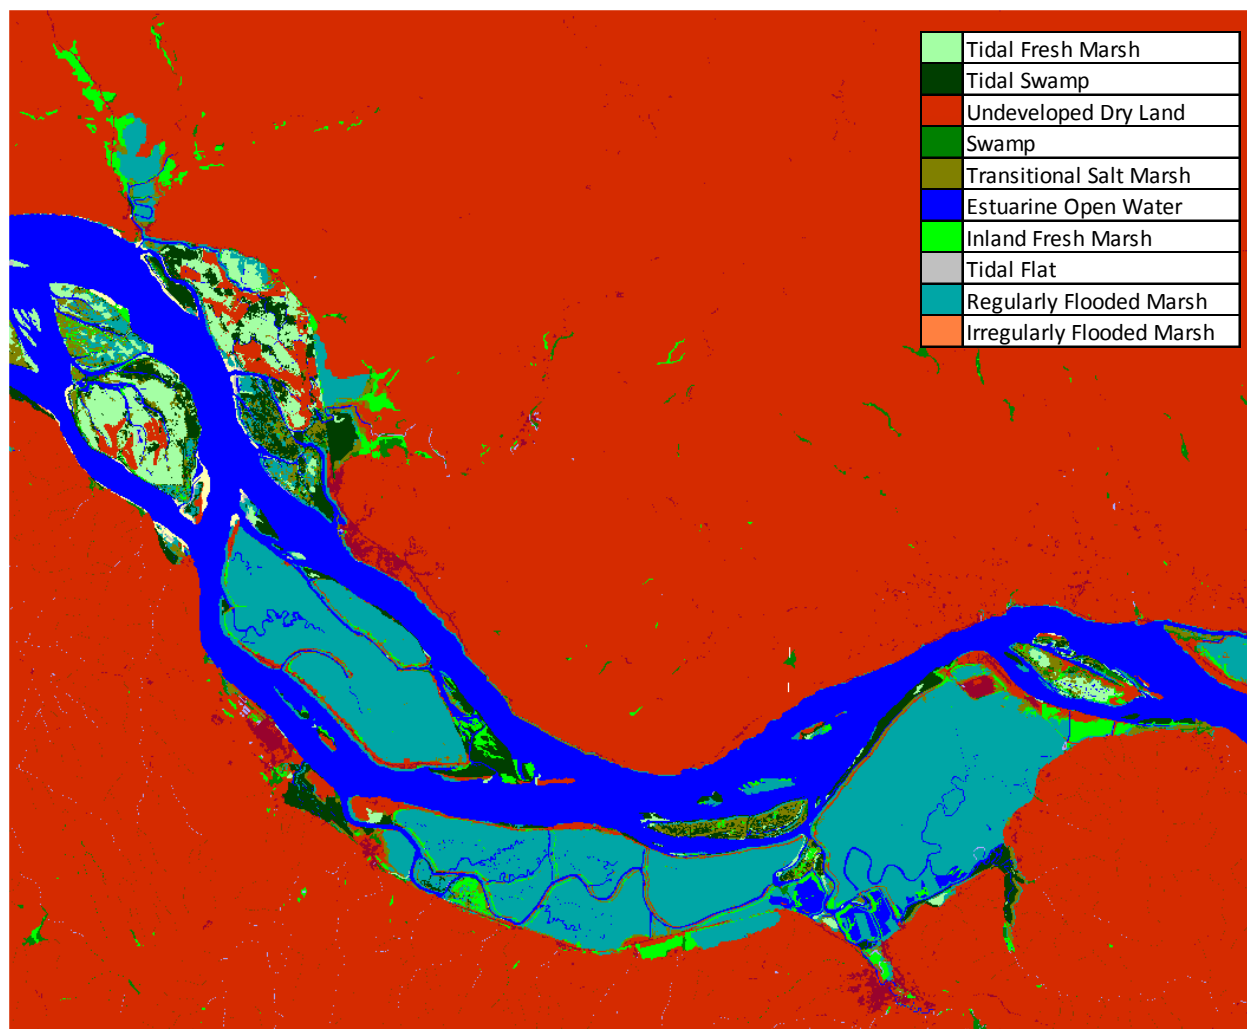 Tidal Fresh Marsh
Tidal Swamp
Undeveloped Dry Land
Swamp
Transitional Salt Marsh
Estuarine Open Water
Inland Fresh Marsh
Tidal Flat
Regularly Flooded Marsh
Irregularly Flooded Marsh